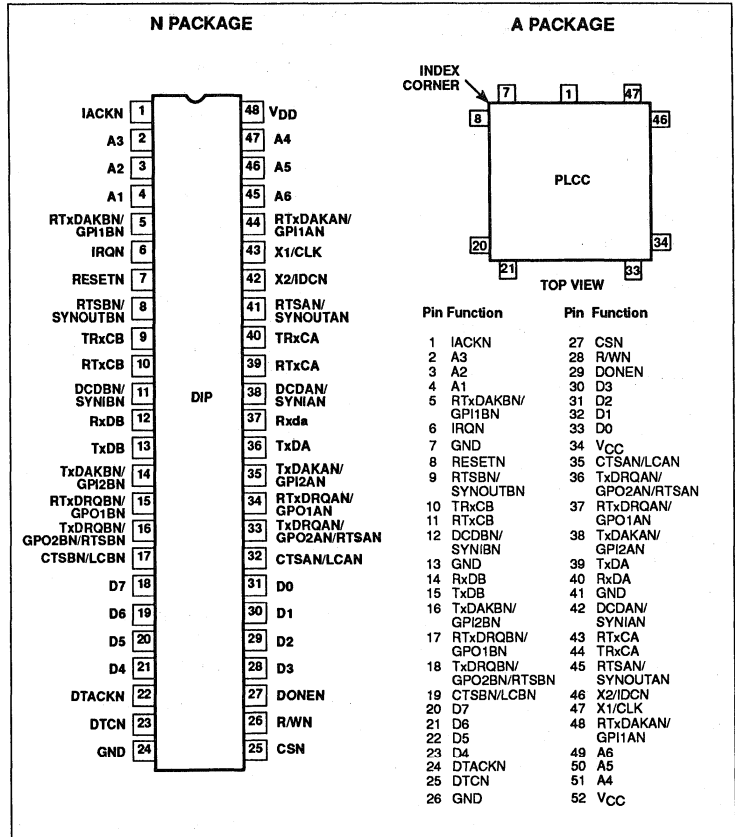 N PACKAGE
IACKN 1
A3 2
A2 3
A1 4
RTxDAKBN/
GPI1BN 5
IRQN 6
RESETN 7
RTSBN/
SYNOUTBN 8
TRxCB 9
RTxCB 10
DCDBN/
SYNIBN 11
RxDB 12
TxDB 13
TxDAKBN/
GPI2BN 14
RTxDRQBN/
GPO1BN 15
TxDRQBN/
GPO2BN/RTSBN 16
CTSBN/LCBN 17
D7 18
D6 19
D5 20
D4 21
DTACKN 22
DTCN 23
GND 24
DIP
48 VDD
47 A4
46 A5
45 A6
44 RTxDAKAN/
GPI1AN
43 X1/CLK
42 X2/IDCN
41 RTSAN/
SYNOUTAN
40 TRxCA
39 RTxCA
38 DCDAN/
SYNIAN
37 Rxda
36 TxDA
35 TxDAKAN/
GPI2AN
34 RTxDRQAN/
GPO1AN
33 TxDRQAN/
GPO2AN/RTSAN
32 CTSAN/LCAN
31 D0
30 D1
29 D2
28 D3
27 DONEN
26 R/WN
25 CSN
A PACKAGE
INDEX
CORNER
7 1 47
8 46
PLCC
20 34
21 33
TOP VIEW
Pin Function
1 IACKN
2 A3
3 A2
4 A1
5 RTxDAKBN/
GPI1BN
6 IRQN
7 GND
8 RESETN
9 RTSBN/
SYNOUTBN
10 TRxCB
11 RTxCB
12 DCDBN/
SYNIBN
13 GND
14 RxDB
15 TxDB
16 TxDAKBN/
GPI2BN
17 RTxDRQBN/
GPO1BN
18 TxDRQBN/
GPO2BN/RTSBN
19 CTSBN/LCBN
20 D7
21 D6
22 D5
23 D4
24 DTACKN
25 DTCN
26 GND
Pin Function
27 CSN
28 R/WN
29 DONEN
30 D3
31 D2
32 D1
33 D0
34 VCC
35 CTSAN/LCAN
36 TxDRQAN/
GPO2AN/RTSAN
37 RTxDRQAN/
GPO1AN
38 TxDAKAN/
GPI2AN
39 TxDA
40 RxDA
41 GND
42 DCDAN/
SYNIAN
43 RTxCA
44 TRxCA
45 RTSAN/
SYNOUTAN
46 X2/IDCN
47 X1/CLK
48 RTxDAKAN/
GPI1AN
49 A6
50 A5
51 A4
52 VCC